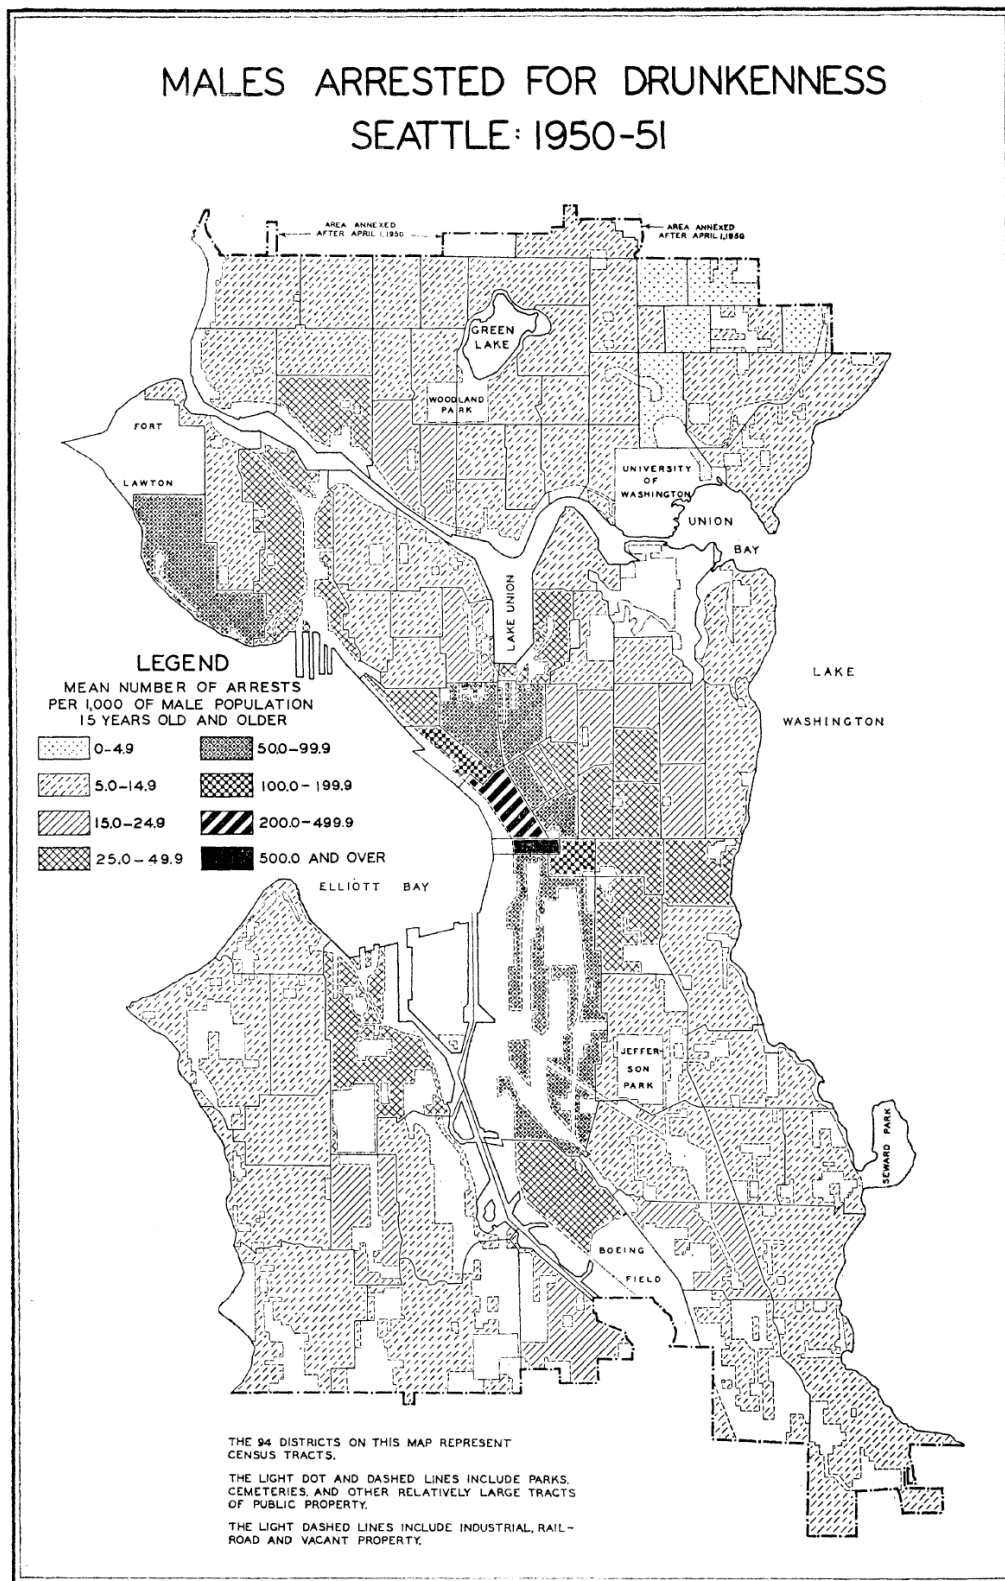 MALES ARRESTED FOR DRUNKENNESS
SEATTLE: 1950-51
AREA ANNEXED
AFTER APRIL 1, 1950
AREA ANNEXED
AFTER APRIL 1, 1950
GREEN
LAKE
WOODLAND
PARK
FORT
LAWTON
UNIVERSITY
OF
WASHINGTON
UNION
BAY
LAKE UNION
LAKE
WASHINGTON
LEGEND
MEAN NUMBER OF ARRESTS
PER 1,000 OF MALE POPULATION
15 YEARS OLD AND OLDER
0-4.9
50.0-99.9
5.0-14.9
100.0-199.9
15.0-24.9
200.0-499.9
25.0-49.9
500.0 AND OVER
ELLIOTT BAY
JEFFER-
SON
PARK
SEWARD PARK
BOEING
FIELD
THE 94 DISTRICTS ON THIS MAP REPRESENT
CENSUS TRACTS.
THE LIGHT DOT AND DASHED LINES INCLUDE PARKS,
CEMETERIES, AND OTHER RELATIVELY LARGE TRACTS
OF PUBLIC PROPERTY.
THE LIGHT DASHED LINES INCLUDE INDUSTRIAL, RAIL-
ROAD AND VACANT PROPERTY.